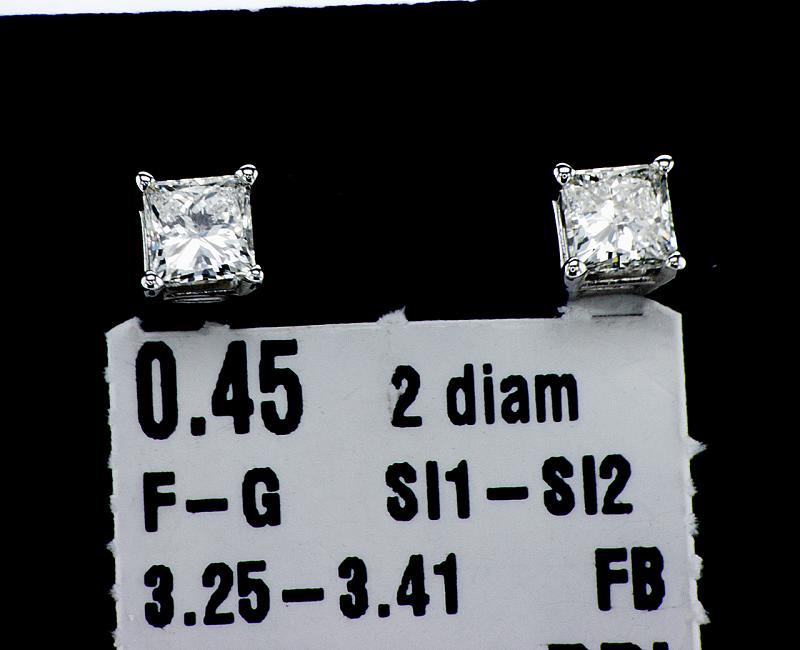 0.45 2 diam
F-G SI1-SI2
3.25-3.41 FB